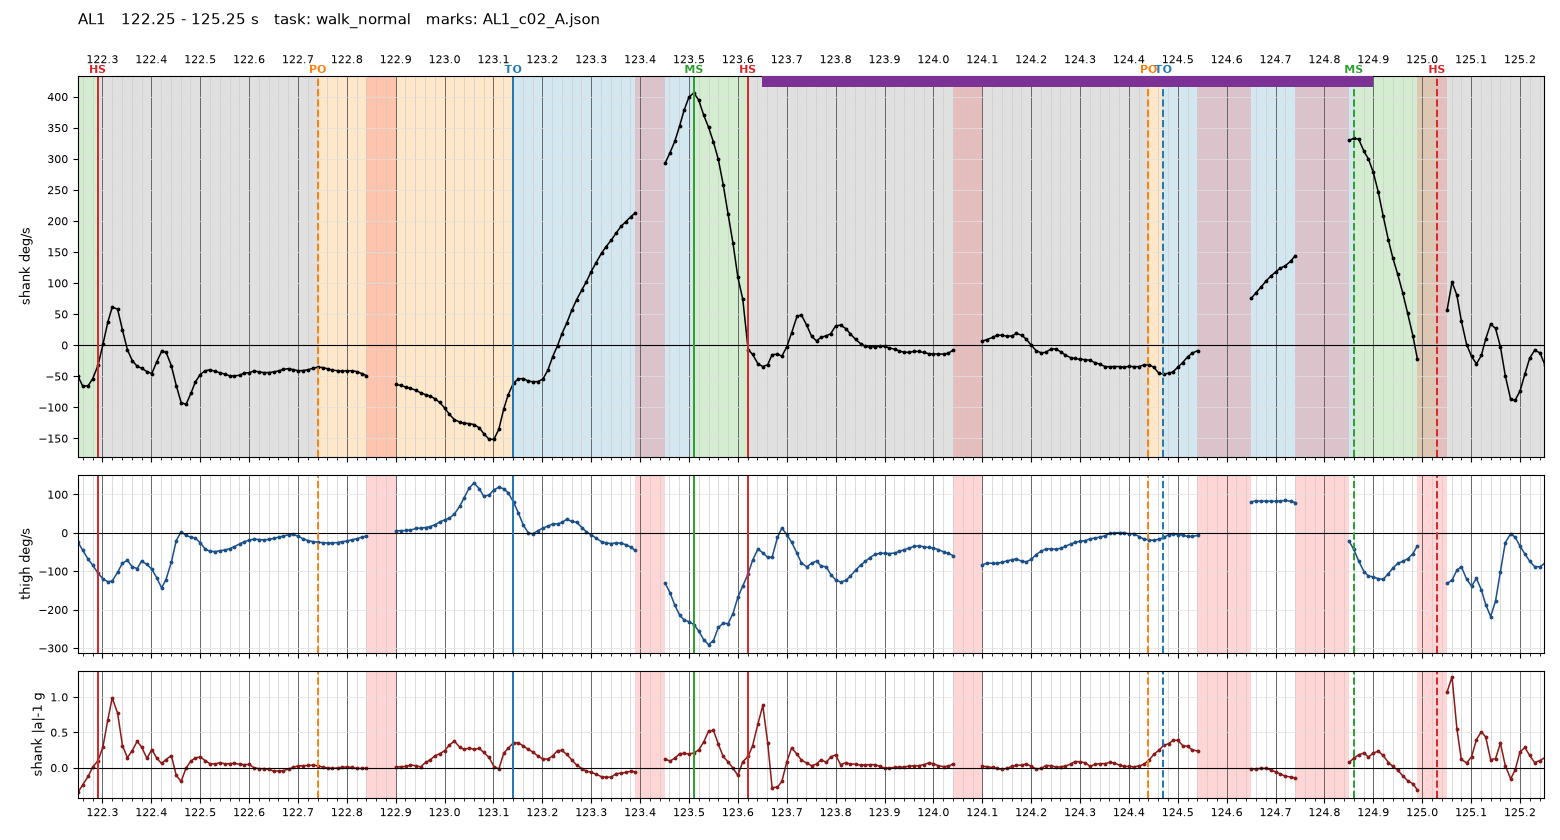 AL1   122.25 - 125.25 s   task: walk_normal   marks: AL1_c02_A.json
122.3 122.4 122.5 122.6 122.7 122.8 122.9 123.0 123.1 123.2 123.3 123.4 123.5 123.6 123.7 123.8 123.9 124.0 124.1 124.2 124.3 124.4 124.5 124.6 124.7 124.8 124.9 125.0 125.1 125.2
HS PO TO MS HS PO TO MS HS
shank deg/s
400
350
300
250
200
150
100
50
0
−50
−100
−150
thigh deg/s
100
0
−100
−200
−300
shank |a|-1 g
1.0
0.5
0.0
122.3 122.4 122.5 122.6 122.7 122.8 122.9 123.0 123.1 123.2 123.3 123.4 123.5 123.6 123.7 123.8 123.9 124.0 124.1 124.2 124.3 124.4 124.5 124.6 124.7 124.8 124.9 125.0 125.1 125.2